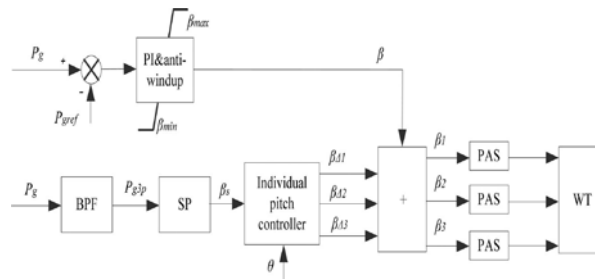 βmax
Pg
+
PI&anti-
windup
β
-
Pgref
βmin
β1
PAS
Pg
BPF
Pg3p
SP
βs
Individual
pitch
controller
βΔ1
βΔ2
βΔ3
+
β2
PAS
WT
β3
PAS
θ